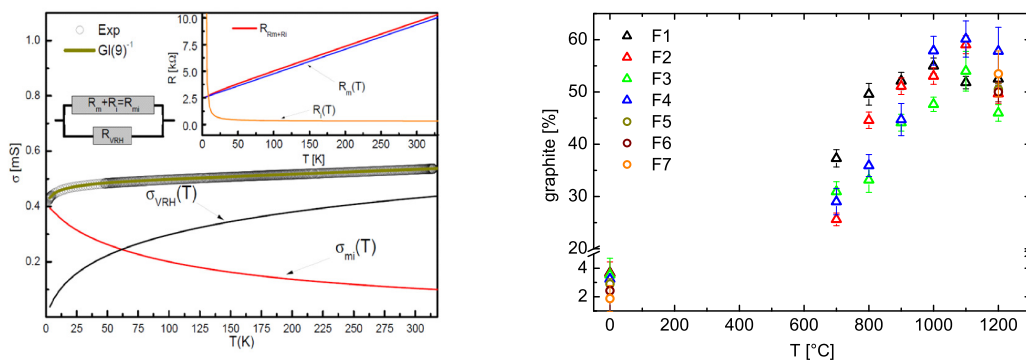 Exp
Gl(9)⁻¹
R_m+R_i=R_mi
R_VRH
1.0
0.8
0.6
0.4
0.2
σ [mS]
σ_VRH(T)
σ_mi(T)
0 25 50 75 100 125 150 175 200 225 250 275 300
T(K)
10.0
7.5
5.0
2.5
0.0
R [kΩ]
R_Rm+Ri
R_m(T)
R_i(T)
0 50 100 150 200 250 300
T [K]
60
50
40
30
20
4
2
graphite [%]
F1
F2
F3
F4
F5
F6
F7
0 200 400 600 800 1000 1200
T [°C]